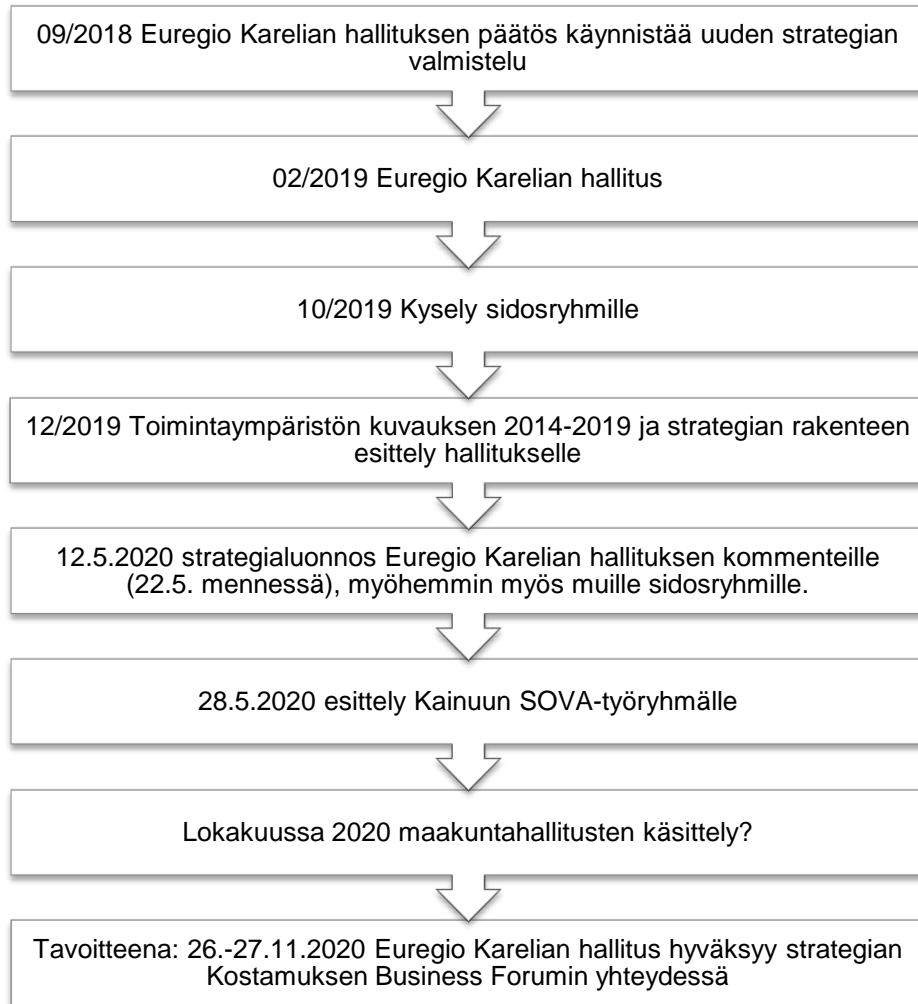 09/2018 Euregio Karelian hallituksen päätös käynnistää uuden strategian
valmistelu
02/2019 Euregio Karelian hallitus
10/2019 Kysely sidosryhmille
12/2019 Toimintaympäristön kuvauksen 2014-2019 ja strategian rakenteen
esittely hallitukselle
12.5.2020 strategialuonnos Euregio Karelian hallituksen kommenteille
(22.5. mennessä), myöhemmin myös muille sidosryhmille.
28.5.2020 esittely Kainuun SOVA-työryhmälle
Lokakuussa 2020 maakuntahallitusten käsittely?
Tavoitteena: 26.-27.11.2020 Euregio Karelian hallitus hyväksyy strategian
Kostamuksen Business Forumin yhteydessä